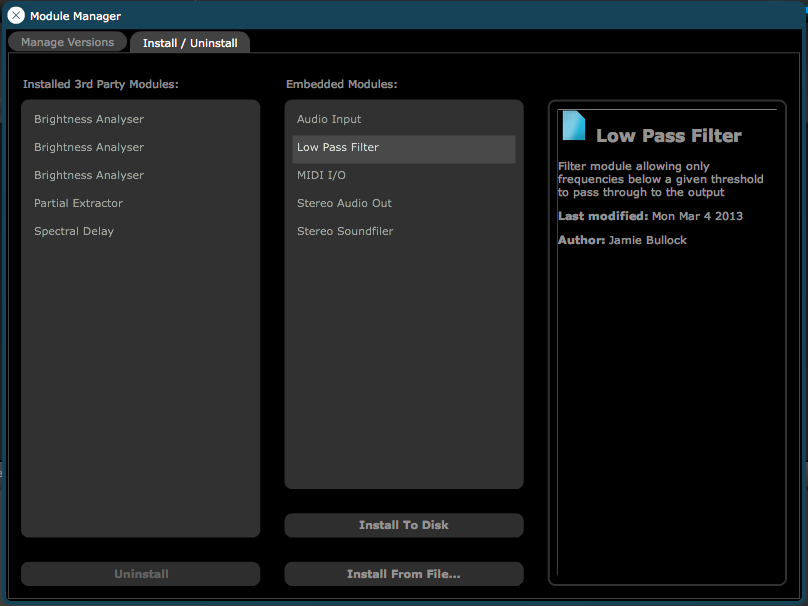 Module Manager
Manage Versions
Install / Uninstall
Installed 3rd Party Modules:
Brightness Analyser
Brightness Analyser
Brightness Analyser
Partial Extractor
Spectral Delay
Uninstall
Embedded Modules:
Audio Input
Low Pass Filter
MIDI I/O
Stereo Audio Out
Stereo Soundfiler
Install To Disk
Install From File...
Low Pass Filter
Filter module allowing only
frequencies below a given threshold
to pass through to the output
Last modified: Mon Mar 4 2013
Author: Jamie Bullock